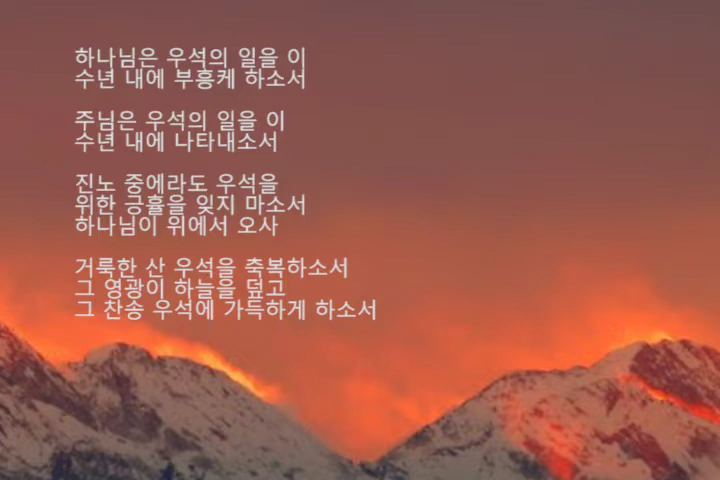 하나님은 우석의 일을 이
수년 내에 부흥케 하소서
주님은 우석의 일을 이
수년 내에 나타내소서
진노 중에라도 우석을
위한 긍휼을 잊지 마소서
하나님이 위에서 오사
거룩한 산 우석을 축복하소서
그 영광이 하늘을 덮고
그 찬송 우석에 가득하게 하소서